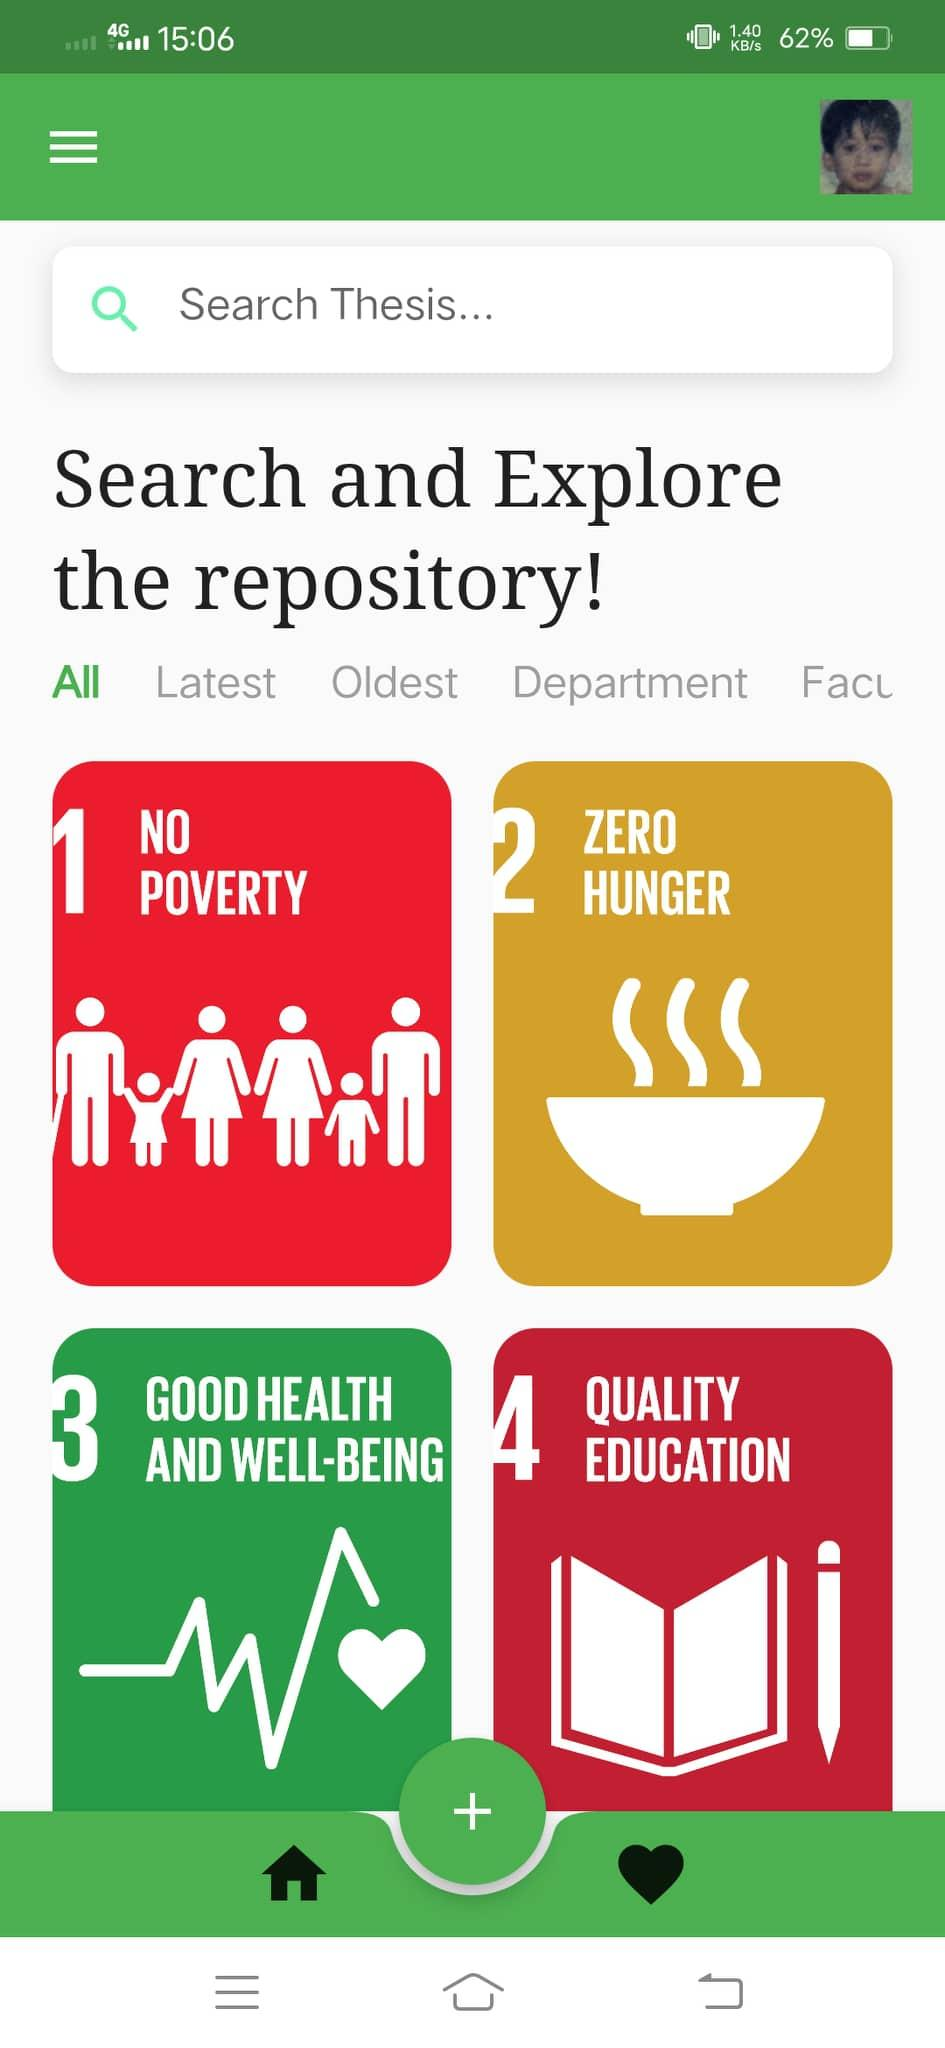 4G 15:06 1.40 KB/s 62%
Search Thesis...
Search and Explore
the repository!
All Latest Oldest Department Facu
1 NO
POVERTY
2 ZERO
HUNGER
3 GOOD HEALTH
AND WELL-BEING
4 QUALITY
EDUCATION